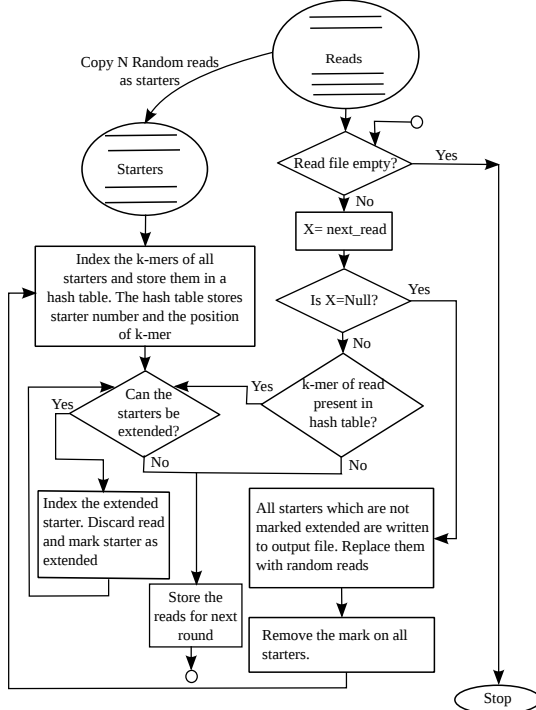 Copy N Random reads
as starters
Reads
Starters
Read file empty?
Yes
No
X= next_read
Index the k-mers of all
starters and store them in a
hash table. The hash table stores
starter number and the position
of k-mer
Is X=Null?
Yes
No
Can the
starters be
extended?
Yes
No
k-mer of read
present in
hash table?
Yes
No
Index the extended
starter. Discard read
and mark starter as
extended
All starters which are not
marked extended are written
to output file. Replace them
with random reads
Store the
reads for next
round
Remove the mark on all
starters.
Stop